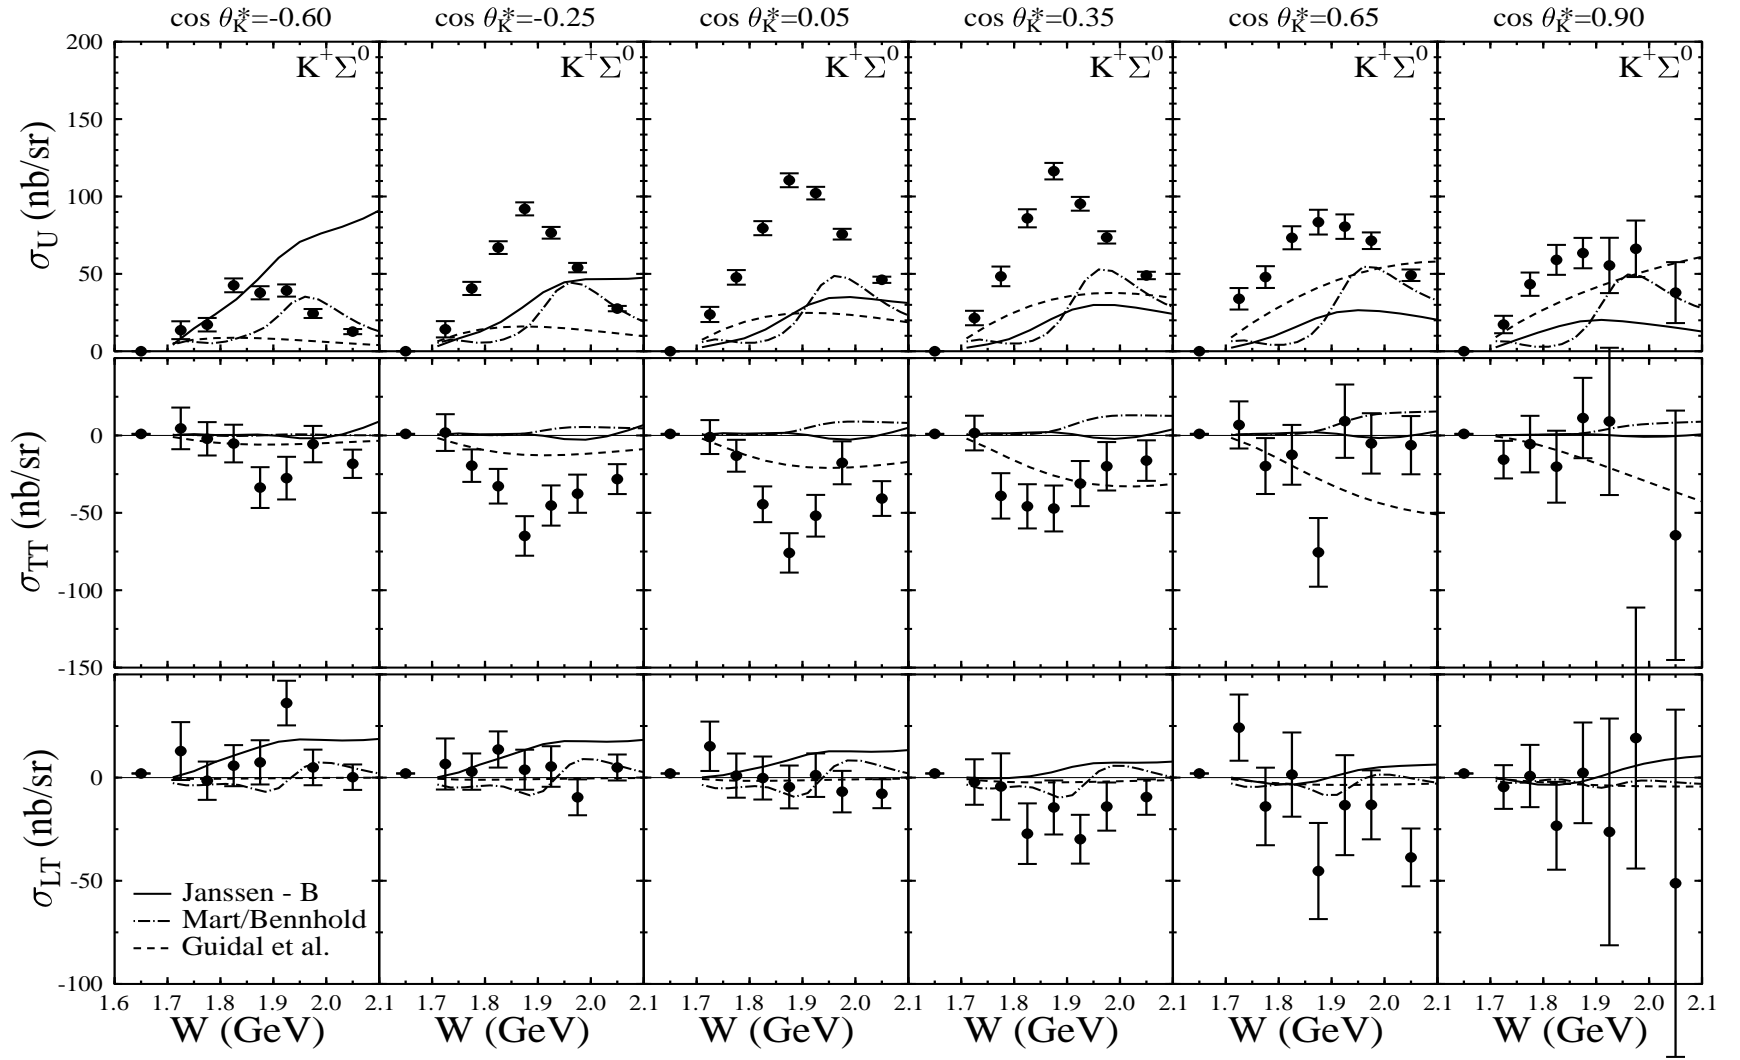 cos θ*K=-0.60 cos θ*K=-0.25 cos θ*K=0.05 cos θ*K=0.35 cos θ*K=0.65 cos θ*K=0.90
200
K+Σ0 K+Σ0 K+Σ0 K+Σ0 K+Σ0 K+Σ0
150
σU (nb/sr)
100
50
0
σTT (nb/sr)
0
-50
-100
-150
σLT (nb/sr)
0
-50
Janssen - B
Mart/Bennhold
Guidal et al.
-100
1.6 1.7 1.8 1.9 2.0 2.1 1.7 1.8 1.9 2.0 2.1 1.7 1.8 1.9 2.0 2.1 1.7 1.8 1.9 2.0 2.1 1.7 1.8 1.9 2.0 2.1 1.7 1.8 1.9 2.0 2.1
W (GeV) W (GeV) W (GeV) W (GeV) W (GeV) W (GeV)